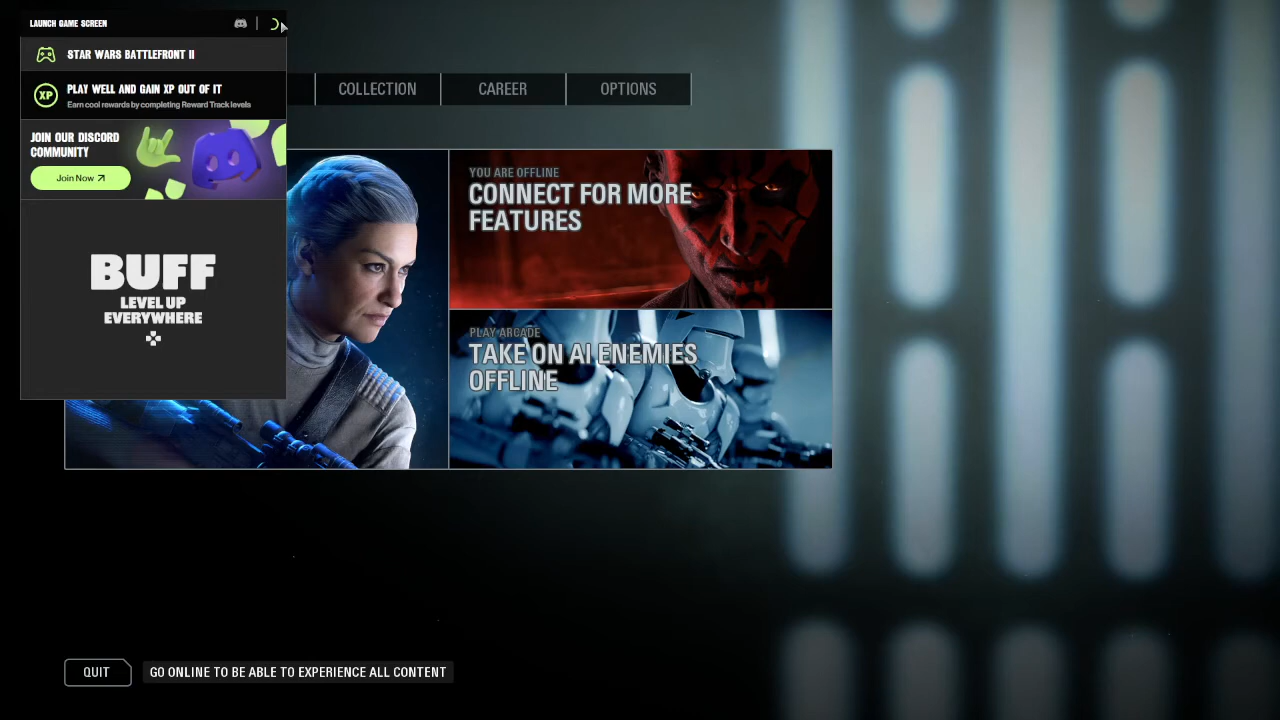 LAUNCH GAME SCREEN
STAR WARS BATTLEFRONT II
XP
PLAY WELL AND GAIN XP OUT OF IT
Earn cool rewards by completing Reward Track levels
JOIN OUR DISCORD
COMMUNITY
Join Now
BUFF
LEVEL UP
EVERYWHERE
COLLECTION
CAREER
OPTIONS
YOU ARE OFFLINE
CONNECT FOR MORE
FEATURES
PLAY ARCADE
TAKE ON AI ENEMIES
OFFLINE
QUIT
GO ONLINE TO BE ABLE TO EXPERIENCE ALL CONTENT